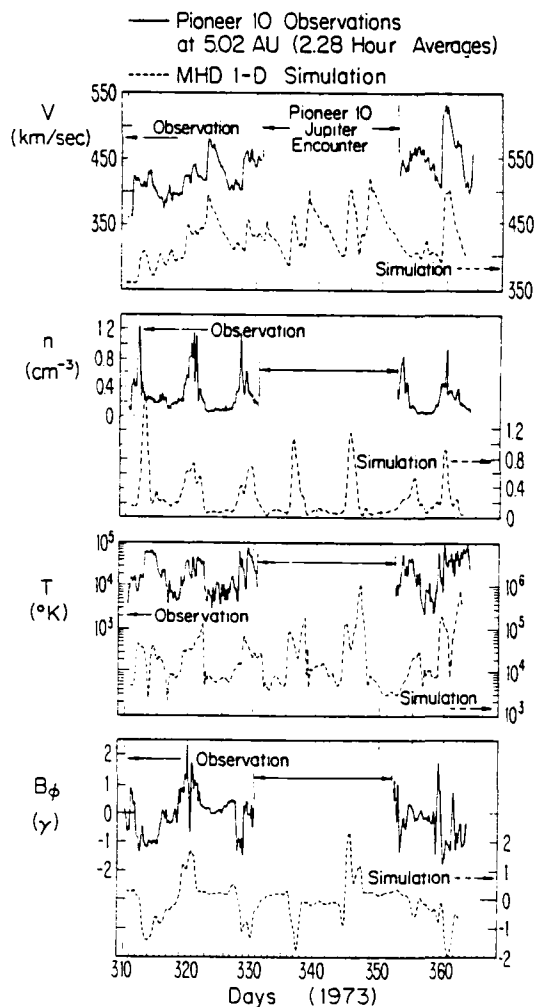 Pioneer 10 Observations
at 5.02 AU (2.28 Hour Averages)
MHD 1-D Simulation
V
(km/sec)
550
450
350
Observation
Pioneer 10
Jupiter
Encounter
Simulation
550
500
450
400
350
n
(cm⁻³)
1.2
0.8
0.4
0
Observation
Simulation
1.2
0.8
0.4
0
T
(°K)
10⁵
10⁴
10³
Observation
Simulation
10⁶
10⁵
10⁴
10³
Bϕ
(γ)
2
1
0
-1
-2
Observation
Simulation
2
1
0
-1
-2
310 320 330 340 350 360
Days (1973)